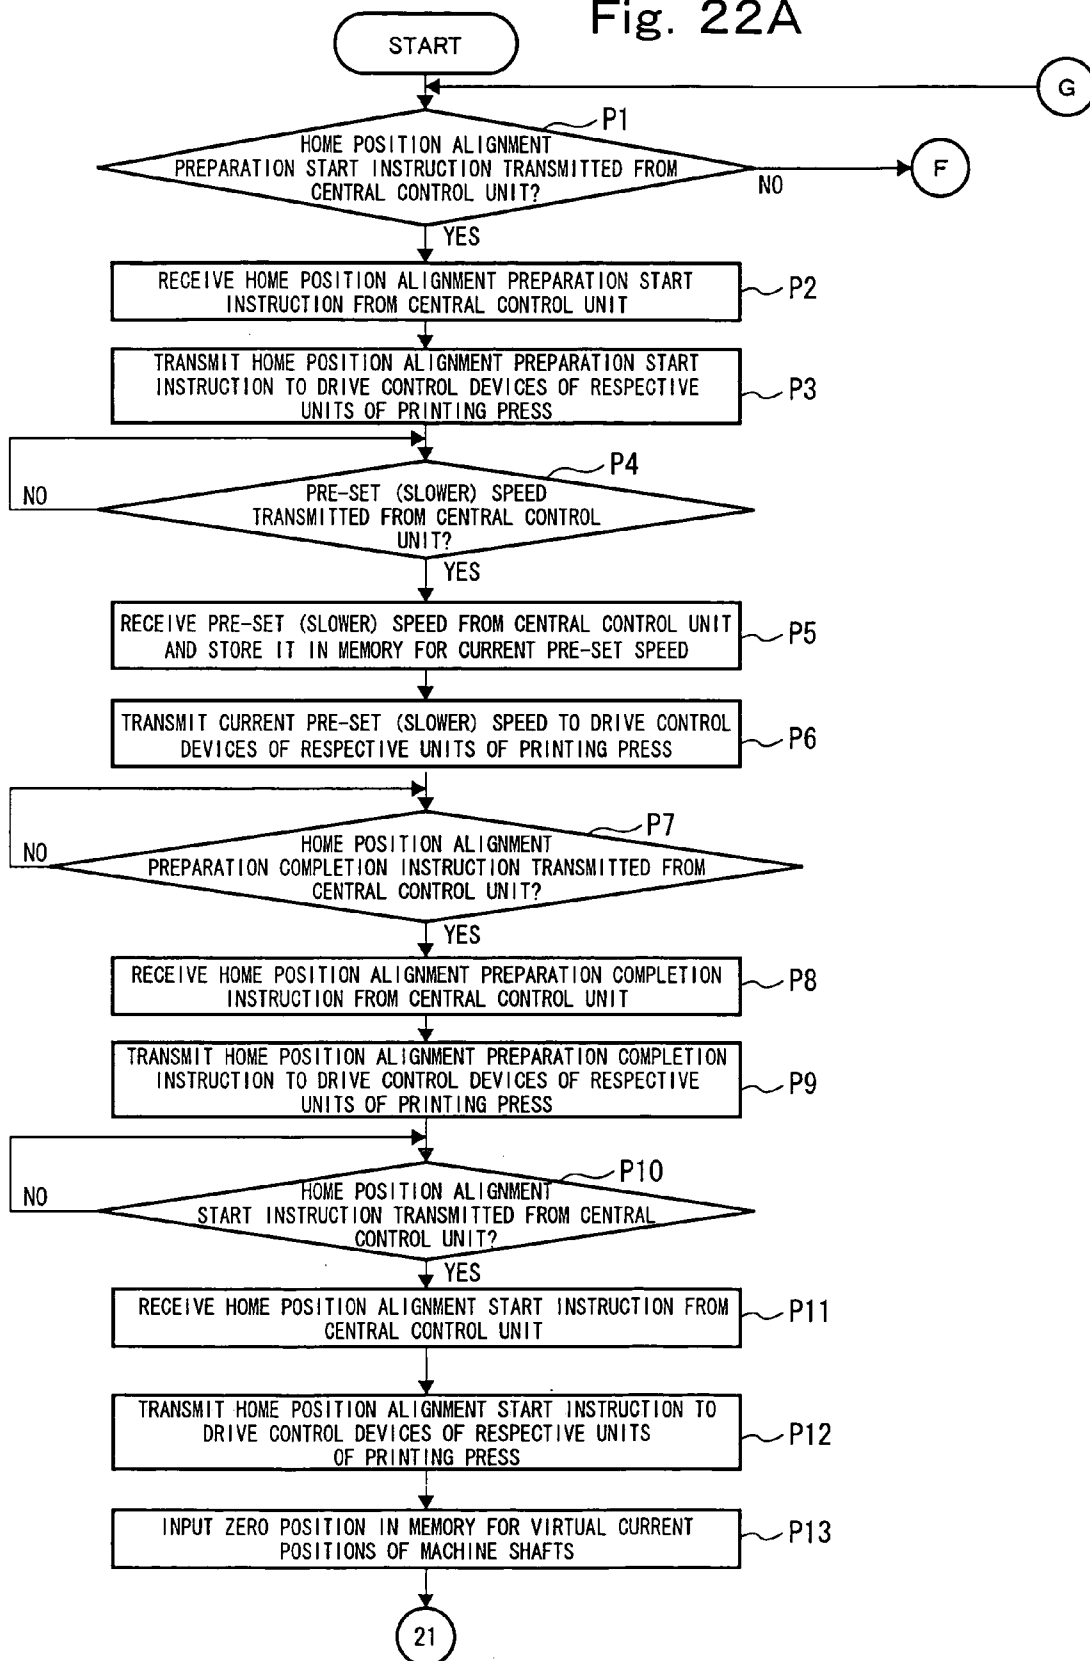 Fig. 22A
START
G
P1
HOME POSITION ALIGNMENT
PREPARATION START INSTRUCTION TRANSMITTED FROM
CENTRAL CONTROL UNIT?
NO
F
YES
RECEIVE HOME POSITION ALIGNMENT PREPARATION START
INSTRUCTION FROM CENTRAL CONTROL UNIT
P2
TRANSMIT HOME POSITION ALIGNMENT PREPARATION START
INSTRUCTION TO DRIVE CONTROL DEVICES OF RESPECTIVE
UNITS OF PRINTING PRESS
P3
P4
NO
PRE-SET (SLOWER) SPEED
TRANSMITTED FROM CENTRAL CONTROL
UNIT?
YES
RECEIVE PRE-SET (SLOWER) SPEED FROM CENTRAL CONTROL UNIT
AND STORE IT IN MEMORY FOR CURRENT PRE-SET SPEED
P5
TRANSMIT CURRENT PRE-SET (SLOWER) SPEED TO DRIVE CONTROL
DEVICES OF RESPECTIVE UNITS OF PRINTING PRESS
P6
P7
NO
HOME POSITION ALIGNMENT
PREPARATION COMPLETION INSTRUCTION TRANSMITTED FROM
CENTRAL CONTROL UNIT?
YES
RECEIVE HOME POSITION ALIGNMENT PREPARATION COMPLETION
INSTRUCTION FROM CENTRAL CONTROL UNIT
P8
TRANSMIT HOME POSITION ALIGNMENT PREPARATION COMPLETION
INSTRUCTION TO DRIVE CONTROL DEVICES OF RESPECTIVE
UNITS OF PRINTING PRESS
P9
P10
NO
HOME POSITION ALIGNMENT
START INSTRUCTION TRANSMITTED FROM CENTRAL
CONTROL UNIT?
YES
RECEIVE HOME POSITION ALIGNMENT START INSTRUCTION FROM
CENTRAL CONTROL UNIT
P11
TRANSMIT HOME POSITION ALIGNMENT START INSTRUCTION TO
DRIVE CONTROL DEVICES OF RESPECTIVE UNITS
OF PRINTING PRESS
P12
INPUT ZERO POSITION IN MEMORY FOR VIRTUAL CURRENT
POSITIONS OF MACHINE SHAFTS
P13
21